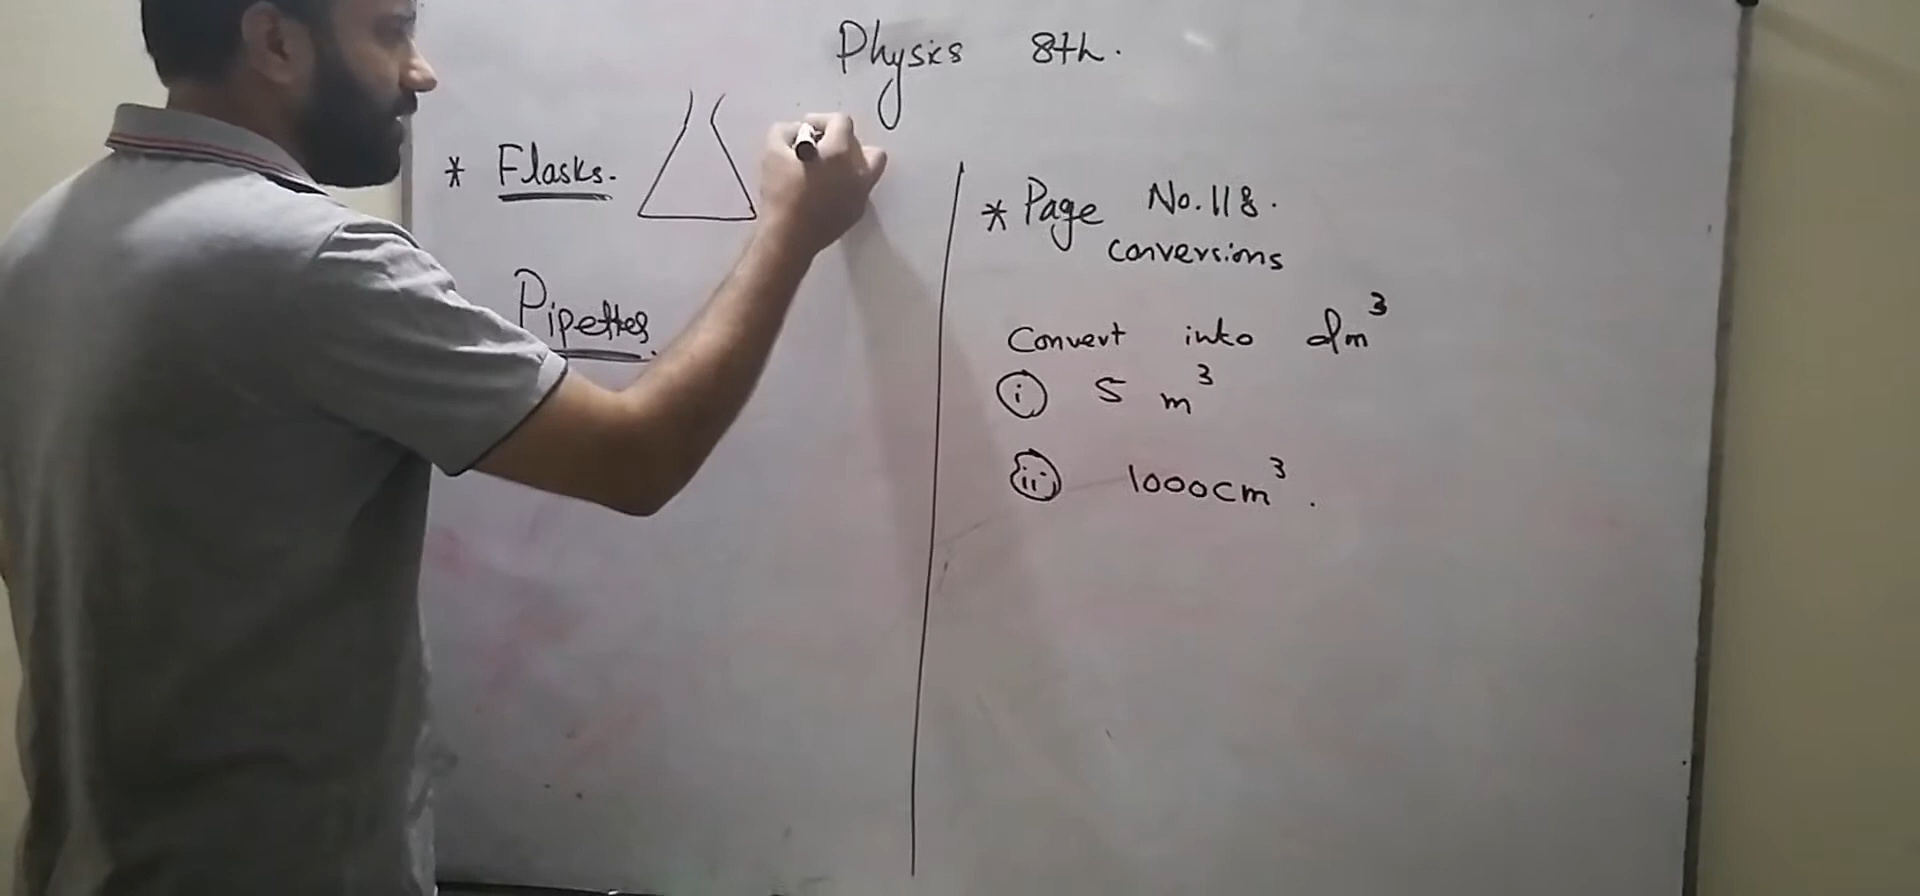 Physics 8th.
* Flasks.
Pipettes.
* Page No. 118.
conversions
Convert into dm³
(i) 5 m³
(ii) 1000cm³.